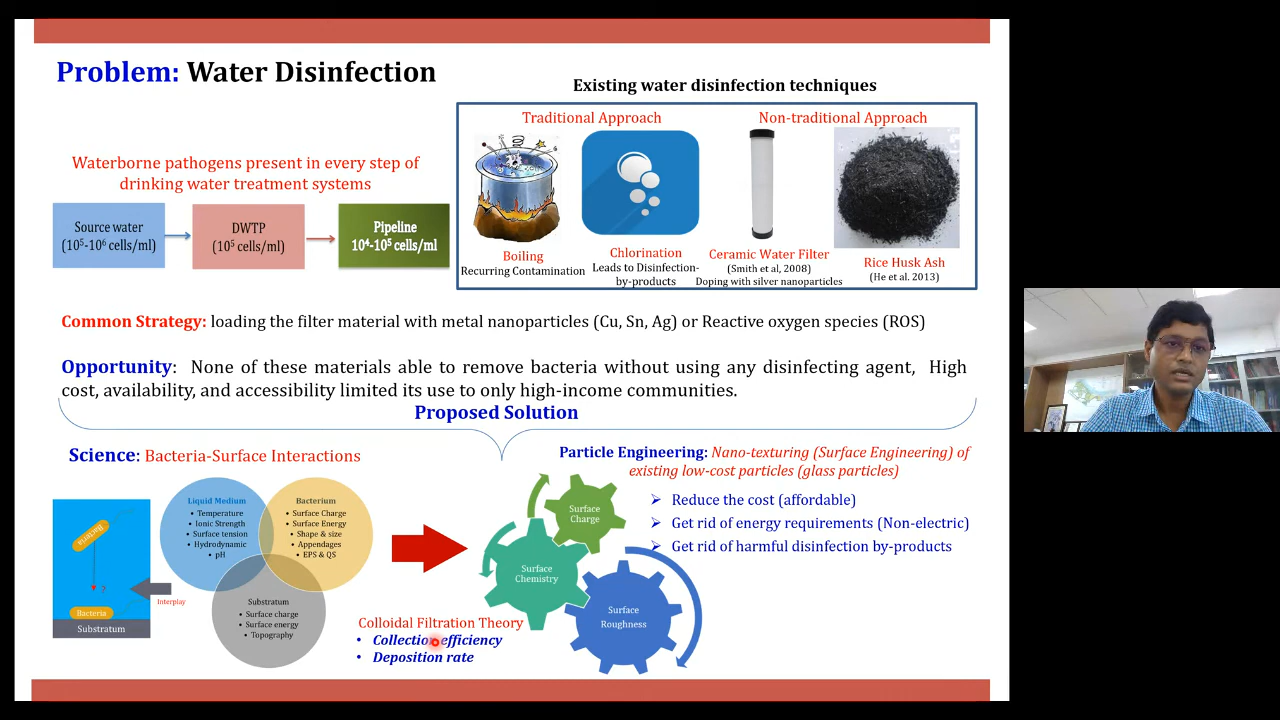 Problem: Water Disinfection
Existing water disinfection techniques
Traditional Approach
Non-traditional Approach
Waterborne pathogens present in every step of
drinking water treatment systems
Source water
(10⁵-10⁶ cells/ml)
DWTP
(10⁵ cells/ml)
Pipeline
10⁴-10⁵ cells/ml
Boiling
Recurring Contamination
Chlorination
Leads to Disinfection-
by-products
Ceramic Water Filter
(Smith et al, 2008)
Doping with silver nanoparticles
Rice Husk Ash
(He et al. 2013)
Common Strategy: loading the filter material with metal nanoparticles (Cu, Sn, Ag) or Reactive oxygen species (ROS)
Opportunity: None of these materials able to remove bacteria without using any disinfecting agent, High
cost, availability, and accessibility limited its use to only high-income communities.
Proposed Solution
Science: Bacteria-Surface Interactions
Bacteria
?
Bacteria
Substratum
Interplay
Liquid Medium
• Temperature
• Ionic Strength
• Surface tension
• Hydrodynamic
• pH
Bacterium
• Surface Charge
• Surface Energy
• Shape & size
• Appendages
• EPS & QS
Substratum
• Surface charge
• Surface energy
• Topography
Colloidal Filtration Theory
• Collection efficiency
• Deposition rate
Particle Engineering: Nano-texturing (Surface Engineering) of
existing low-cost particles (glass particles)
➢ Reduce the cost (affordable)
➢ Get rid of energy requirements (Non-electric)
➢ Get rid of harmful disinfection by-products
Surface
Charge
Surface
Chemistry
Surface
Roughness